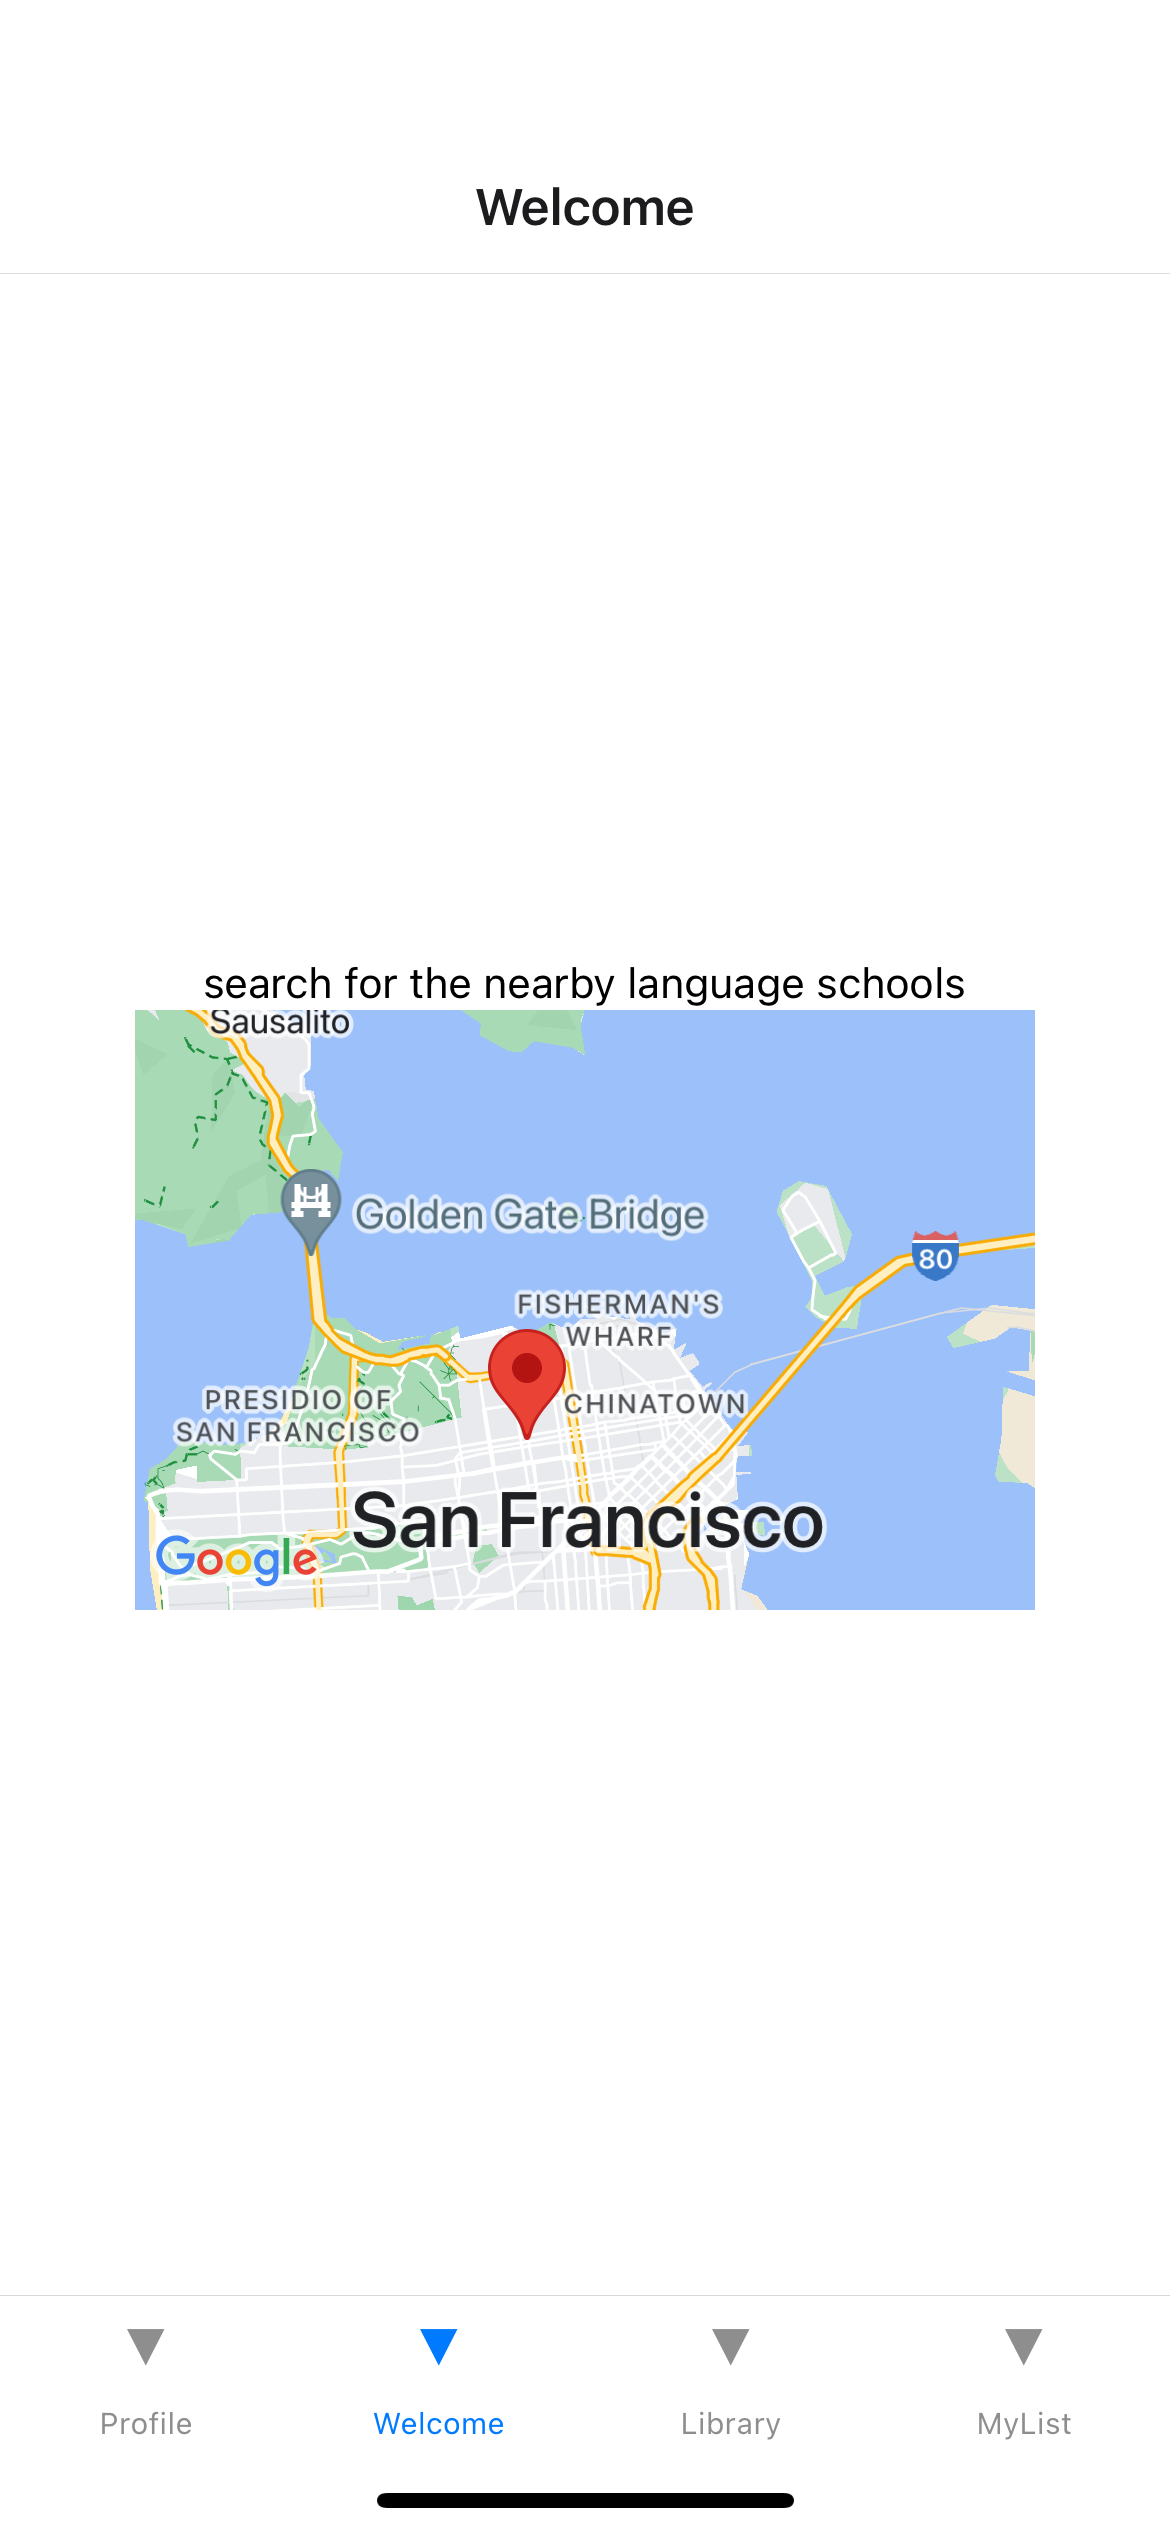 Welcome
search for the nearby language schools
Sausalito
Golden Gate Bridge
80
FISHERMAN'S
WHARF
PRESIDIO OF
SAN FRANCISCO
CHINATOWN
San Francisco
Google
Profile
Welcome
Library
MyList